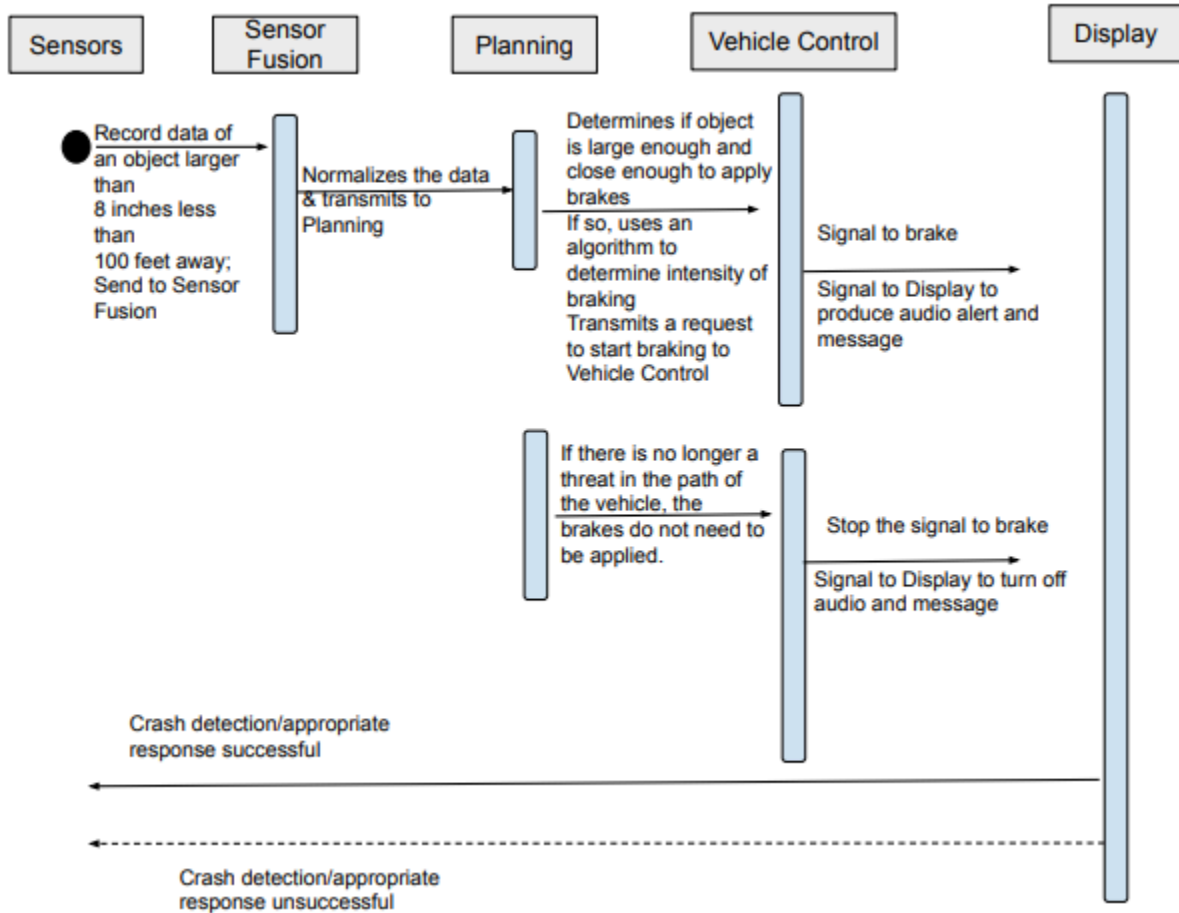 Sensors
Sensor
Fusion
Planning
Vehicle Control
Display
Record data of
an object larger
than
8 inches less
than
100 feet away;
Send to Sensor
Fusion
Normalizes the data
& transmits to
Planning
Determines if object
is large enough and
close enough to apply
brakes
If so, uses an
algorithm to
determine intensity of
braking
Transmits a request
to start braking to
Vehicle Control
Signal to brake
Signal to Display to
produce audio alert and
message
If there is no longer a
threat in the path of
the vehicle, the
brakes do not need to
be applied.
Stop the signal to brake
Signal to Display to turn off
audio and message
Crash detection/appropriate
response successful
Crash detection/appropriate
response unsuccessful